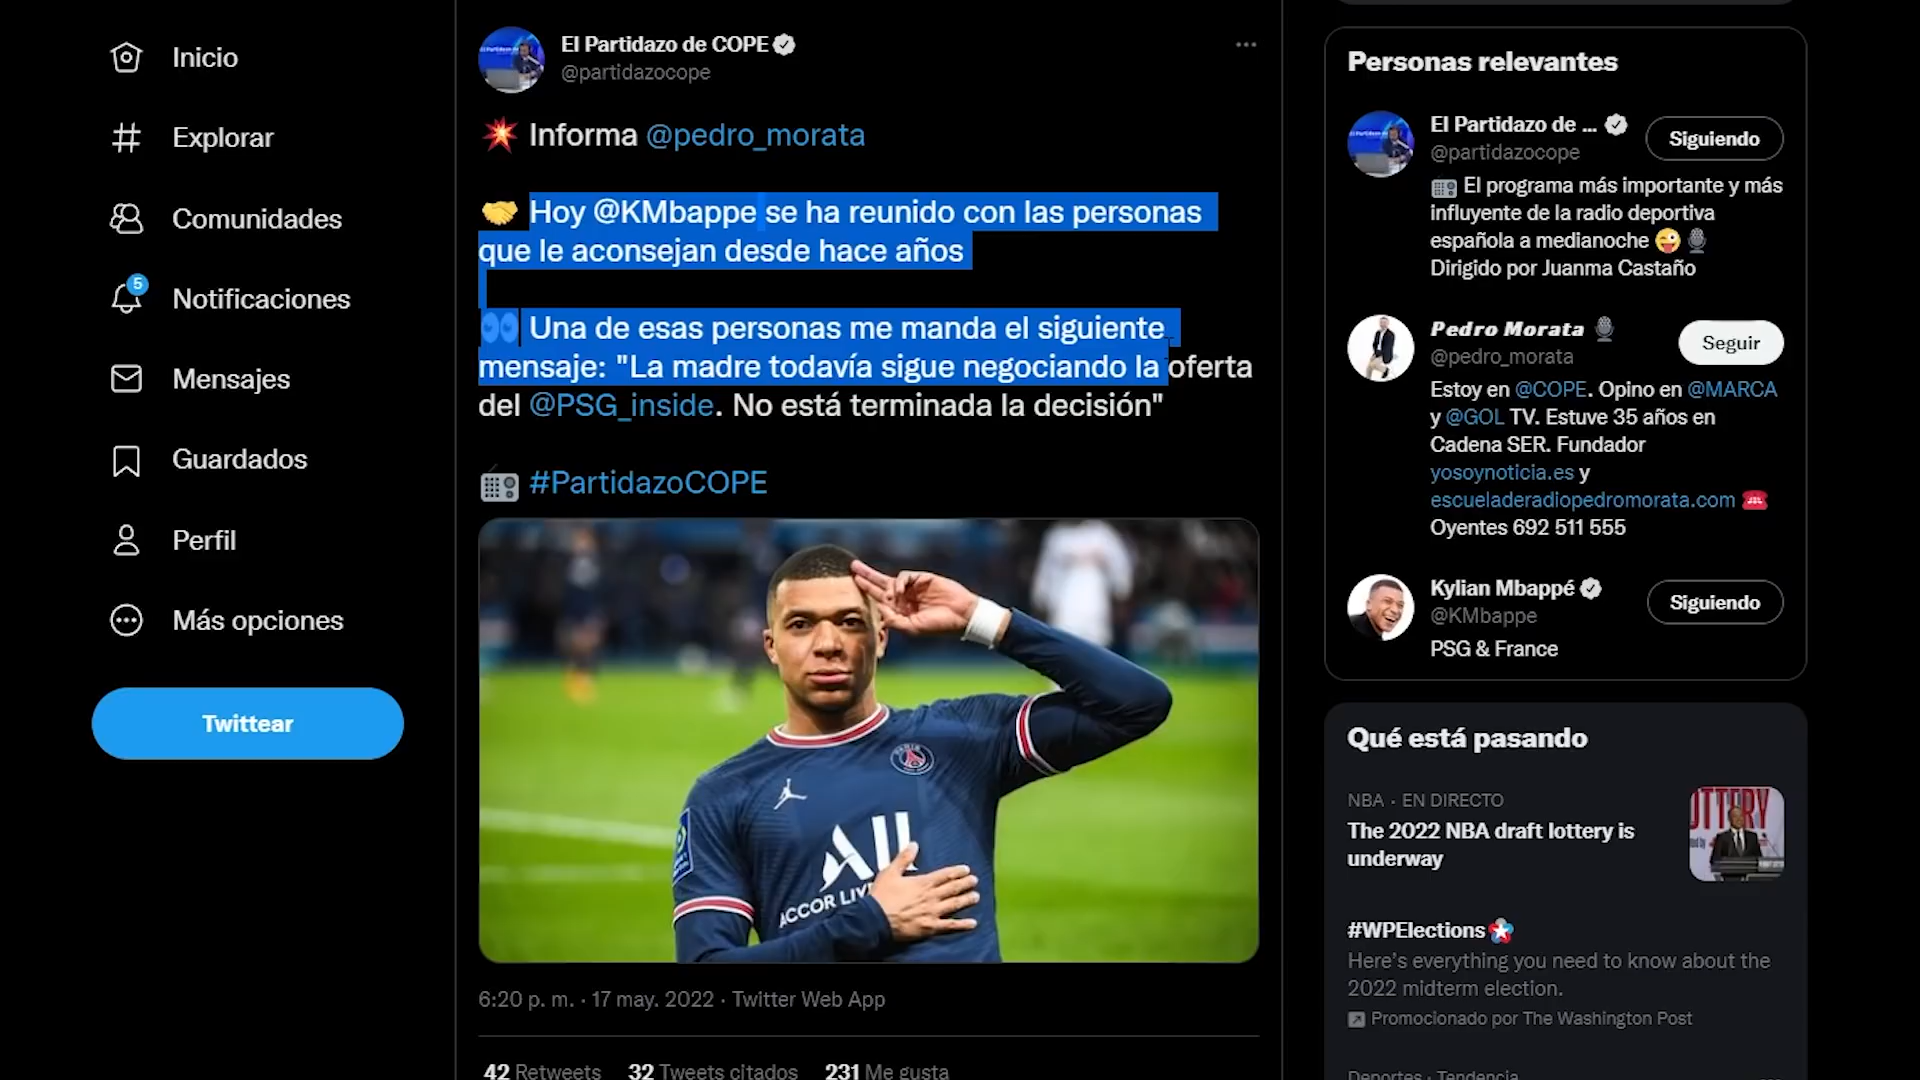 Inicio
Explorar
Comunidades
5
Notificaciones
Mensajes
Guardados
Perfil
Más opciones
Twittear
El Partidazo de COPE
@partidazocope
Informa @pedro_morata
Hoy @KMbappe se ha reunido con las personas
que le aconsejan desde hace años
Una de esas personas me manda el siguiente
mensaje: "La madre todavía sigue negociando la oferta
del @PSG_inside. No está terminada la decisión"
#PartidazoCOPE
PARIS
ALL
ACCOR LIV
6:20 p. m. · 17 may. 2022 · Twitter Web App
42 Retweets 32 Tweets citados 231 Me gusta
Personas relevantes
El Partidazo de ...
@partidazocope
Siguiendo
El programa más importante y más
influyente de la radio deportiva
española a medianoche
Dirigido por Juanma Castaño
Pedro Morata
@pedro_morata
Seguir
Estoy en @COPE. Opino en @MARCA
y @GOL TV. Estuve 35 años en
Cadena SER. Fundador
yosoynoticia.es y
escueladeradiopedromorata.com
Oyentes 692 511 555
Kylian Mbappé
@KMbappe
Siguiendo
PSG & France
Qué está pasando
NBA · EN DIRECTO
The 2022 NBA draft lottery is
underway
OTTERY
#WPElections
Here's everything you need to know about the
2022 midterm election.
Promocionado por The Washington Post
Deportes · Tendencia